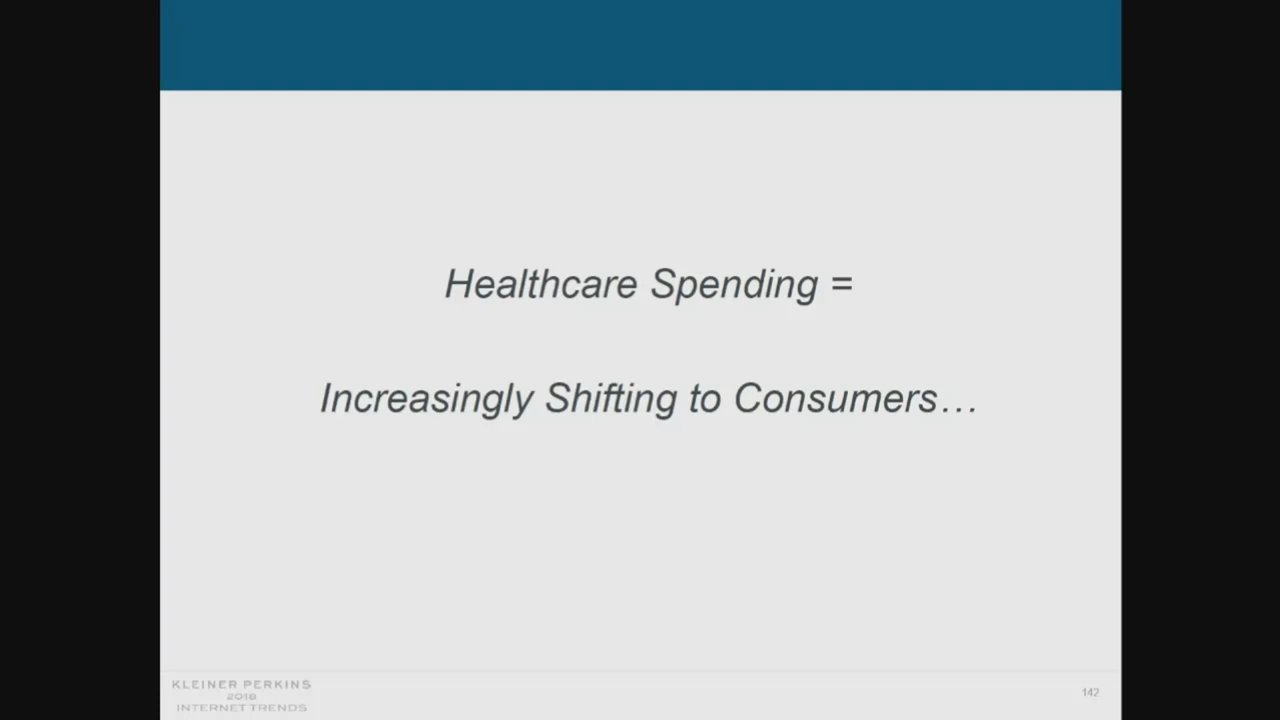 Healthcare Spending =
Increasingly Shifting to Consumers…
KLEINER PERKINS
2018
INTERNET TRENDS
142